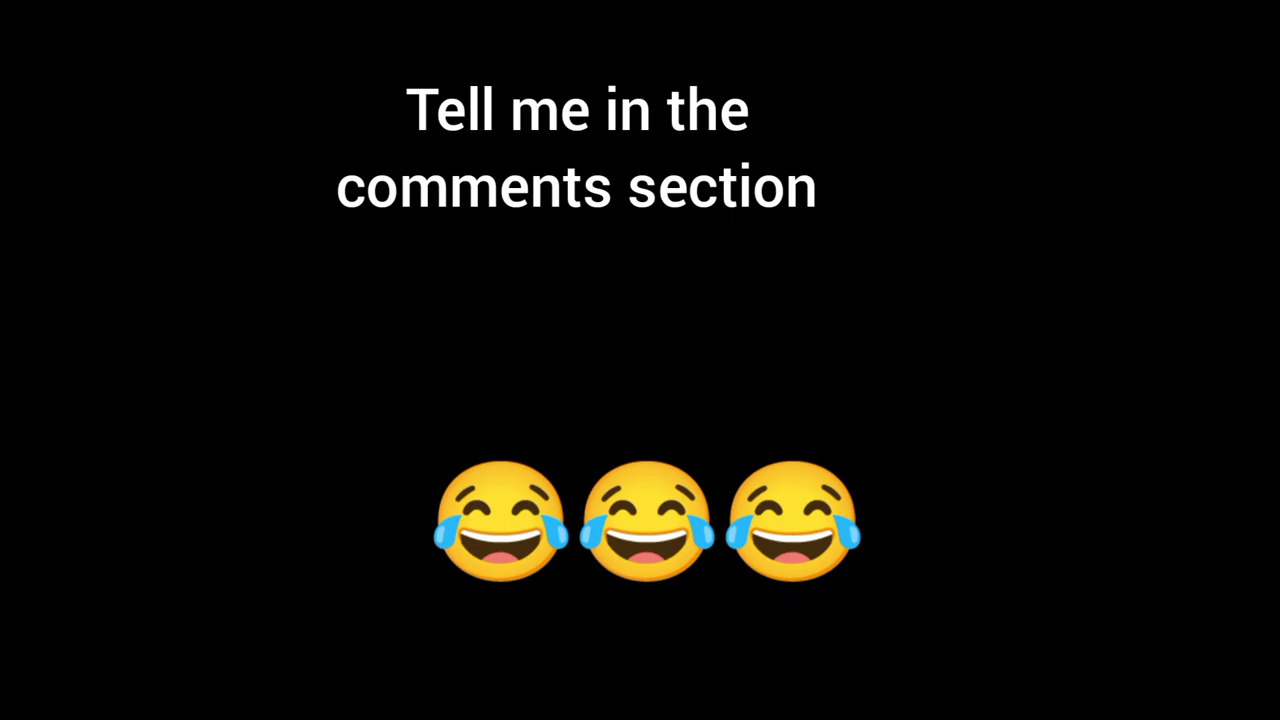 Tell me in the
comments section
😂😂😂